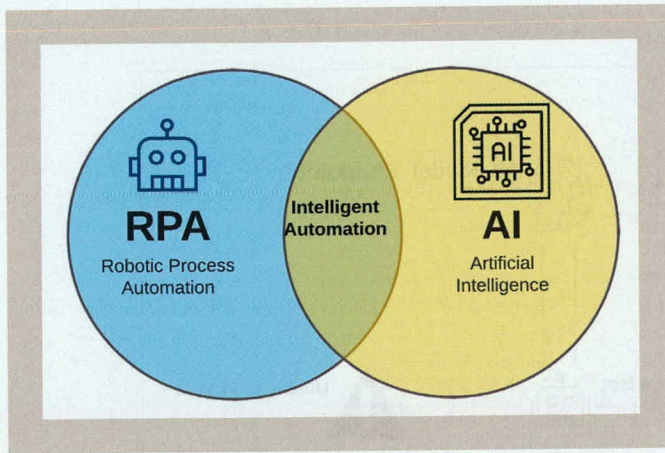 RPA
Robotic Process
Automation
Intelligent
Automation
AI
AI
Artificial
Intelligence